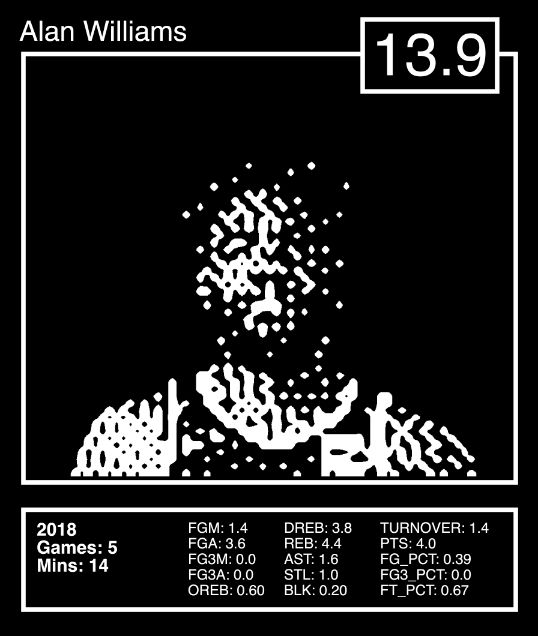 Alan Williams
13.9
2018
Games: 5
Mins: 14
FGM: 1.4
FGA: 3.6
FG3M: 0.0
FG3A: 0.0
OREB: 0.60
DREB: 3.8
REB: 4.4
AST: 1.6
STL: 1.0
BLK: 0.20
TURNOVER: 1.4
PTS: 4.0
FG_PCT: 0.39
FG3_PCT: 0.0
FT_PCT: 0.67